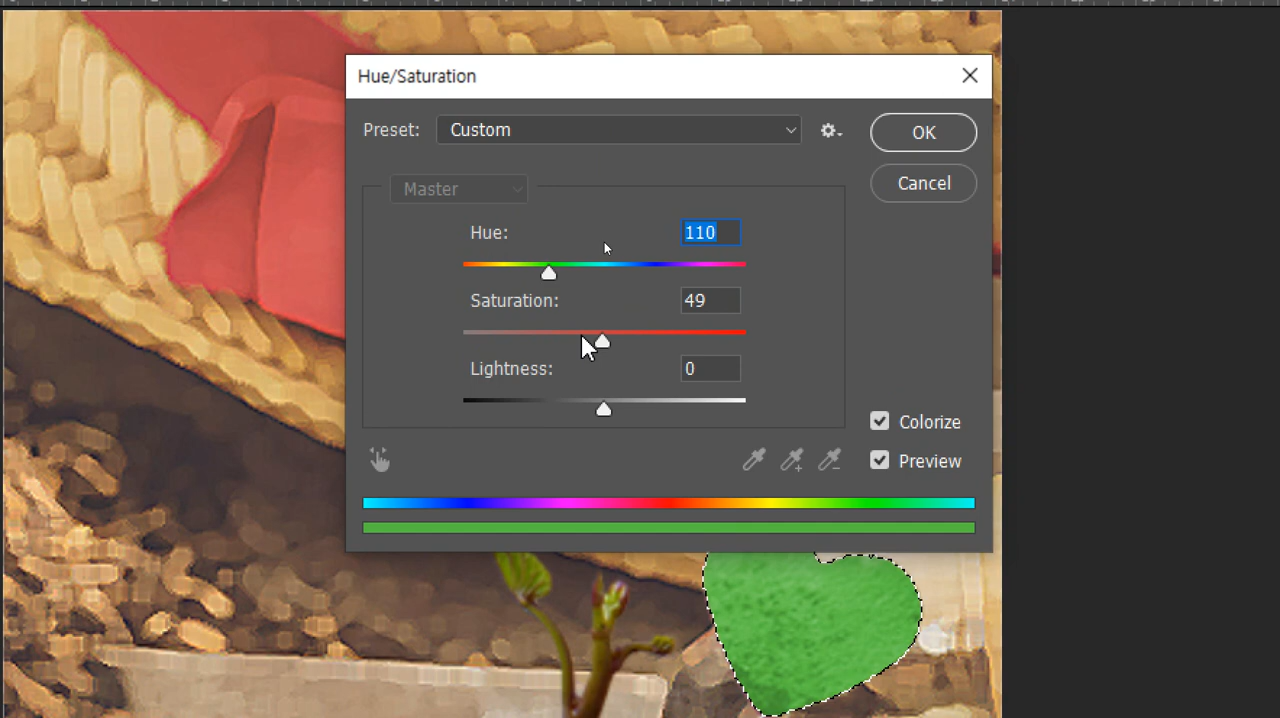 Hue/Saturation
Preset: Custom
OK
Cancel
Master
Hue: 110
Saturation: 49
Lightness: 0
Colorize
Preview